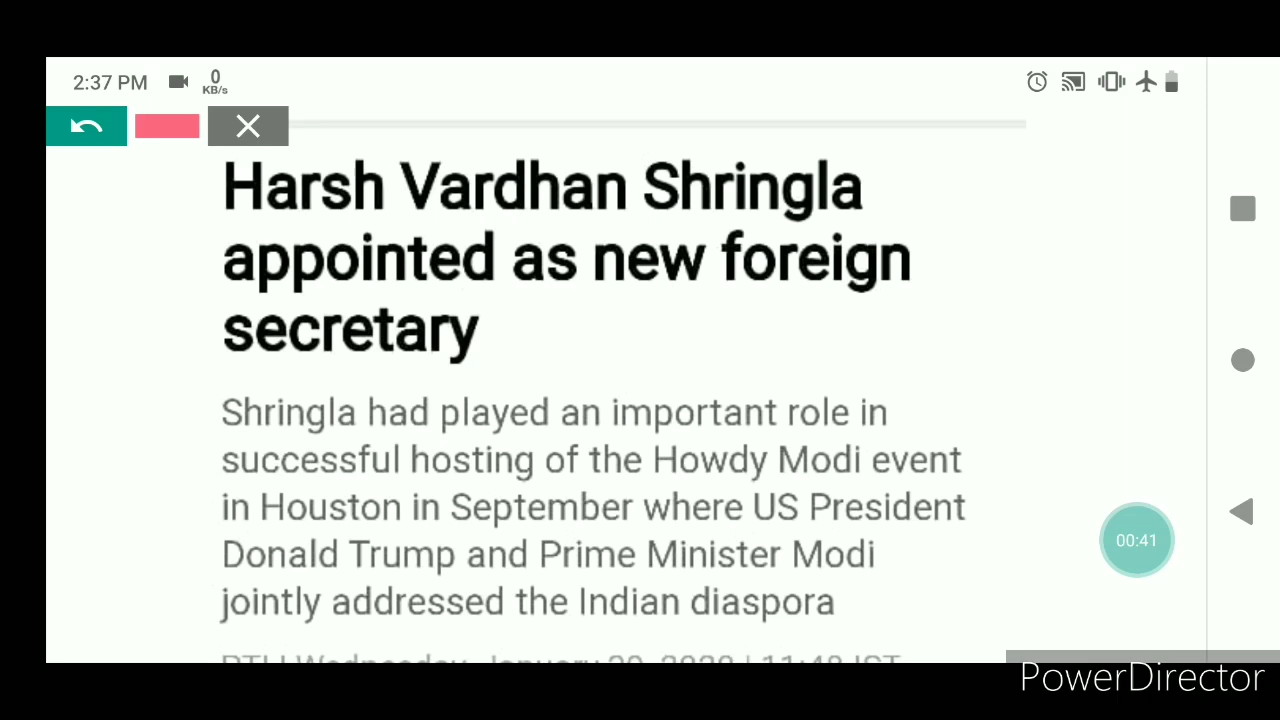 2:37 PM 0 KB/s
Harsh Vardhan Shringla
appointed as new foreign
secretary
Shringla had played an important role in
successful hosting of the Howdy Modi event
in Houston in September where US President
Donald Trump and Prime Minister Modi
jointly addressed the Indian diaspora
00:41
PowerDirector